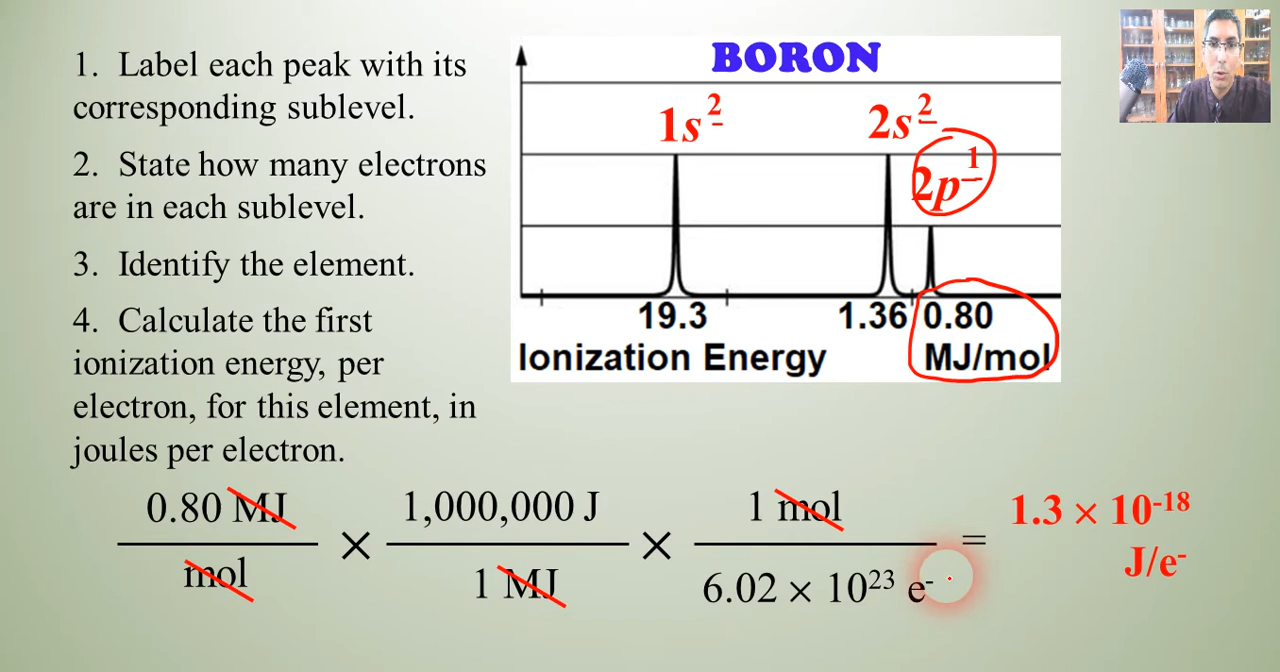 1. Label each peak with its
corresponding sublevel.
2. State how many electrons
are in each sublevel.
3. Identify the element.
4. Calculate the first
ionization energy, per
electron, for this element, in
joules per electron.
BORON
1s²
2s²
2p¹
19.3 1.36 0.80
Ionization Energy MJ/mol
0.80 MJ
mol
×
1,000,000 J
1 MJ
×
1 mol
6.02 × 10²³ e⁻
=
1.3 × 10⁻¹⁸
J/e⁻